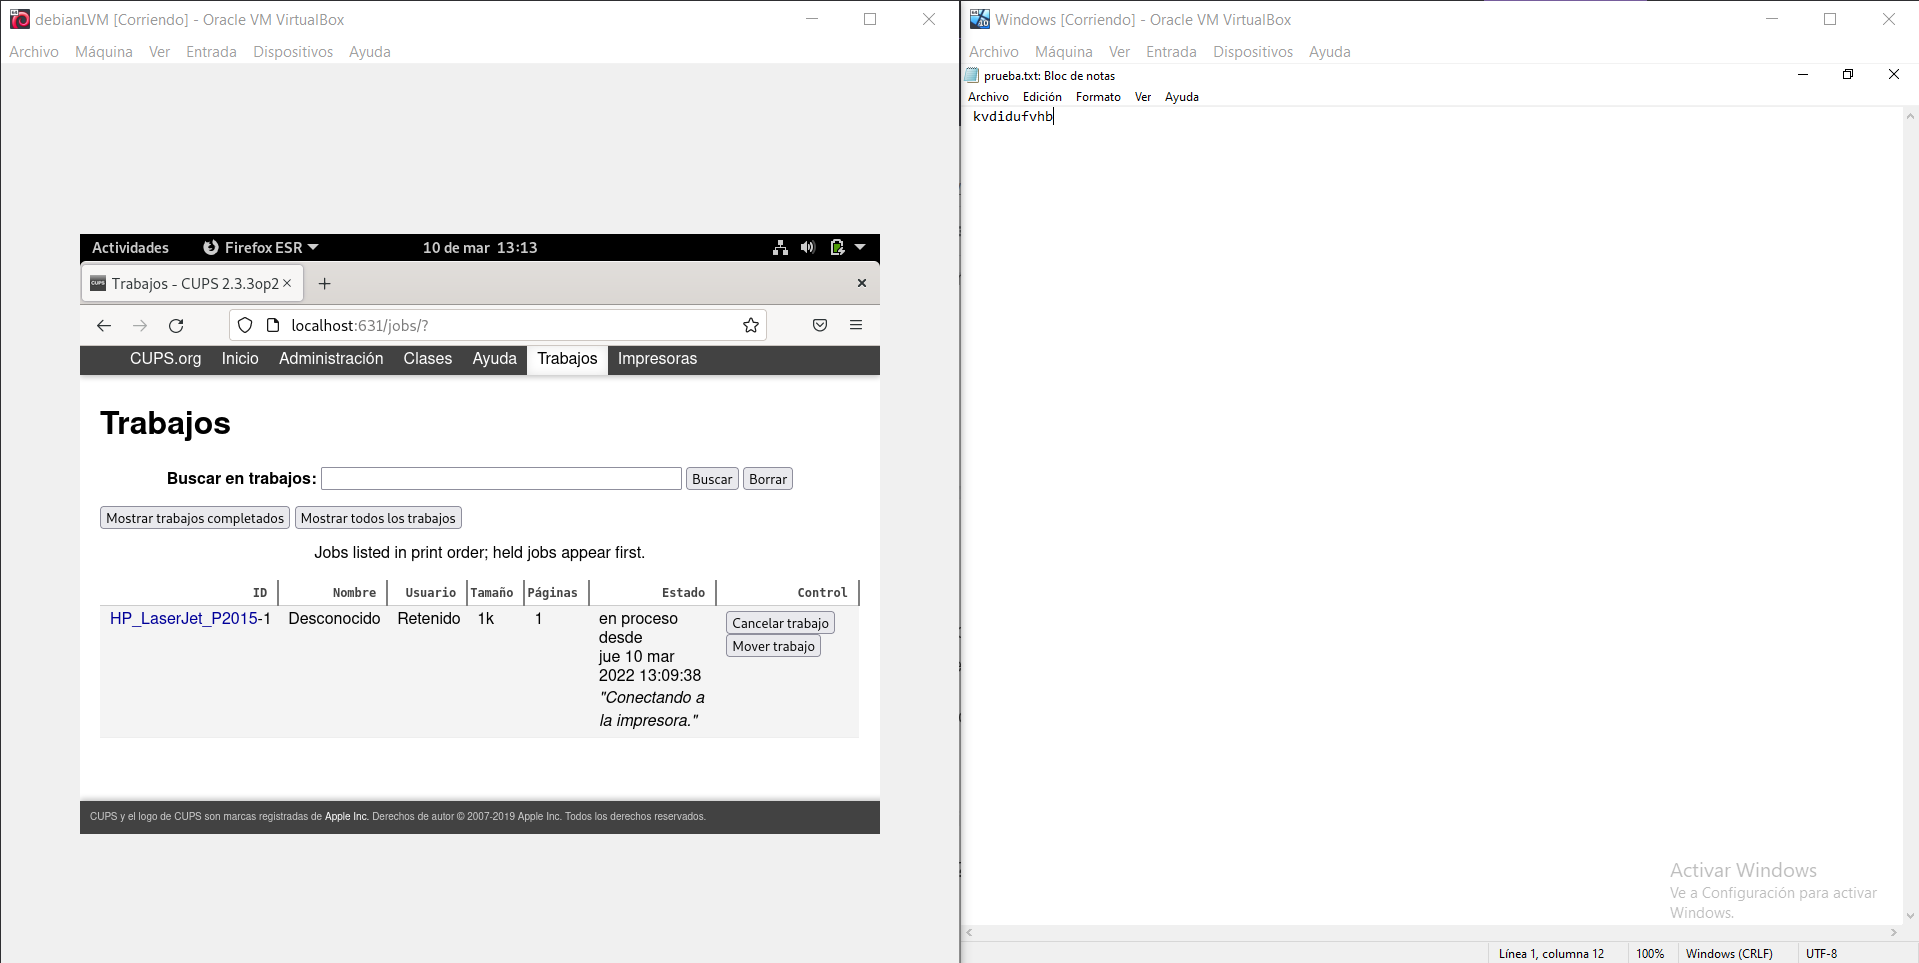 debianLVM [Corriendo] - Oracle VM VirtualBox
Archivo Máquina Ver Entrada Dispositivos Ayuda
Actividades Firefox ESR 10 de mar 13:13
CUPS Trabajos - CUPS 2.3.3op2
localhost:631/jobs/?
CUPS.org Inicio Administración Clases Ayuda Trabajos Impresoras
Trabajos
Buscar en trabajos: Buscar Borrar
Mostrar trabajos completados Mostrar todos los trabajos
Jobs listed in print order; held jobs appear first.
ID Nombre Usuario Tamaño Páginas Estado Control
HP_LaserJet_P2015-1 Desconocido Retenido 1k 1 en proceso Cancelar trabajo
desde Mover trabajo
jue 10 mar
2022 13:09:38
"Conectando a
la impresora."
CUPS y el logo de CUPS son marcas registradas de Apple Inc. Derechos de autor © 2007-2019 Apple Inc. Todos los derechos reservados.
Windows [Corriendo] - Oracle VM VirtualBox
Archivo Máquina Ver Entrada Dispositivos Ayuda
prueba.txt: Bloc de notas
Archivo Edición Formato Ver Ayuda
kvdidufvhb
Activar Windows
Ve a Configuración para activar
Windows.
Línea 1, columna 12 100% Windows (CRLF) UTF-8